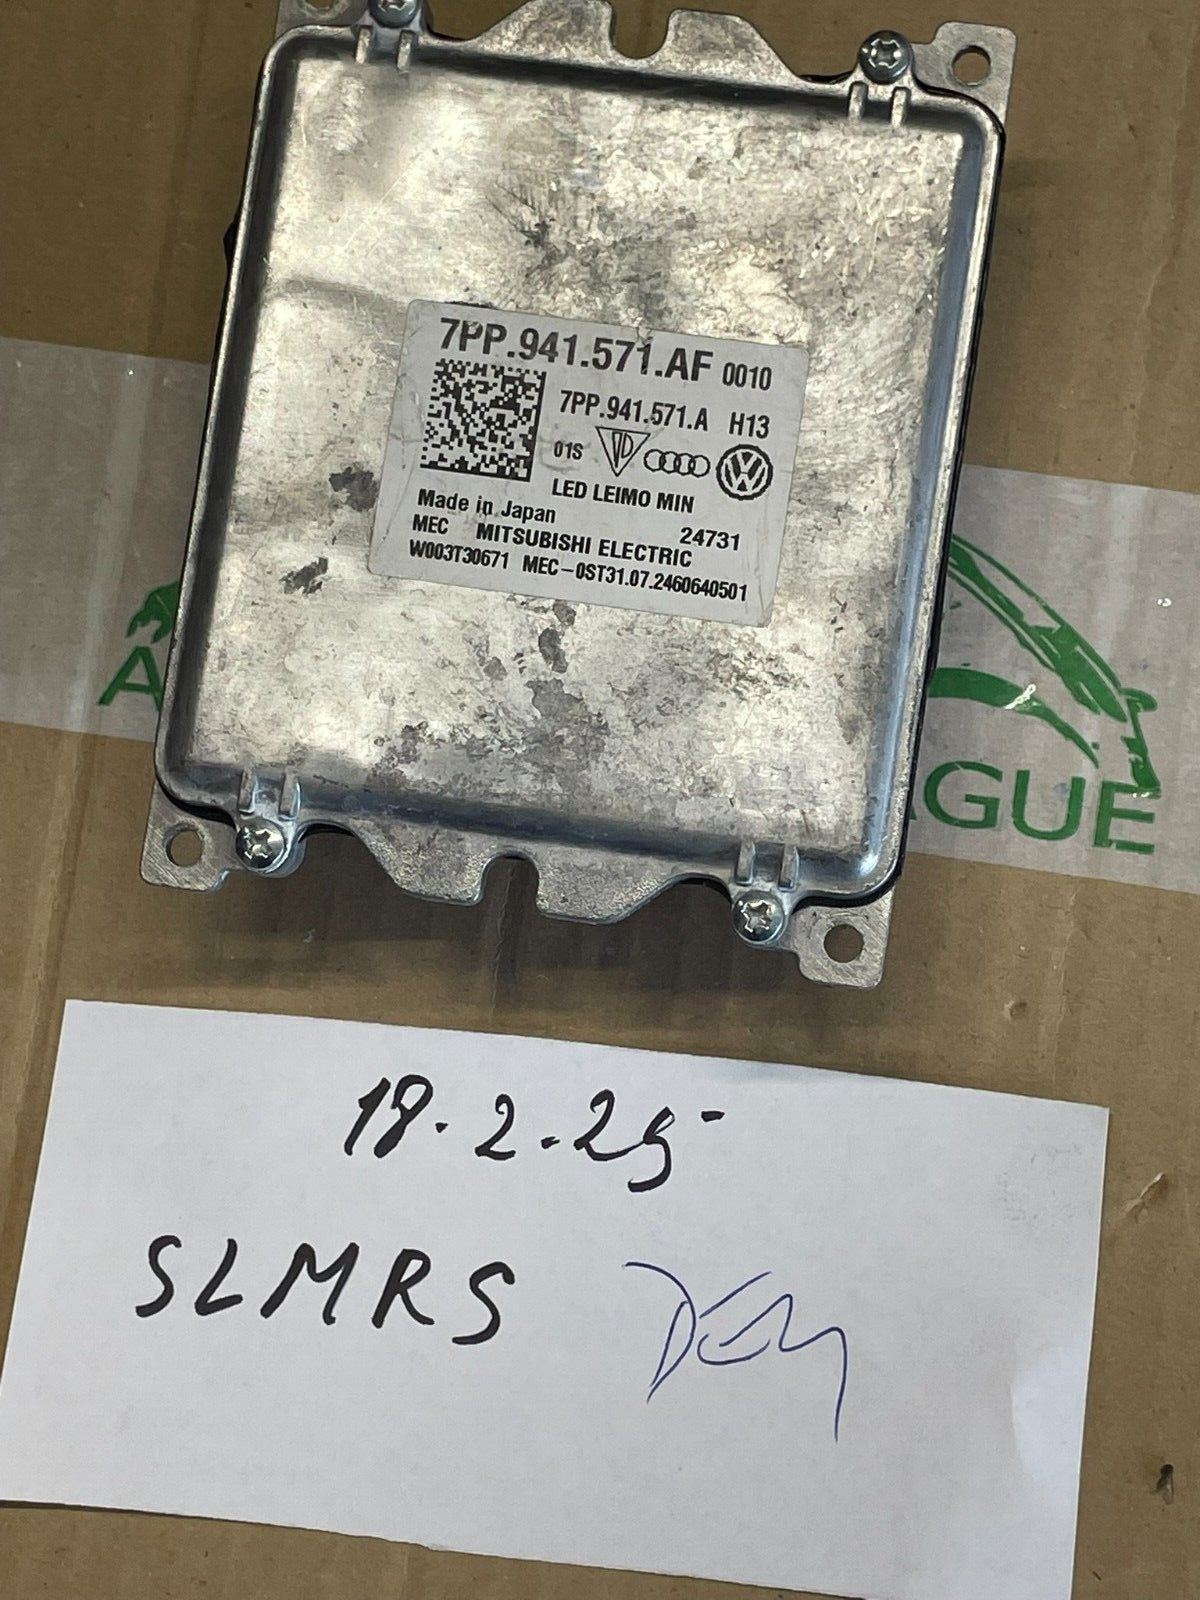 7PP.941.571.AF 0010
7PP.941.571.A H13
01S
LED LEIMO MIN
Made in Japan 24731
MEC MITSUBISHI ELECTRIC
W003T30671 MEC-0ST31.07.2460640501
A GUE
18.2.25
SLMRS